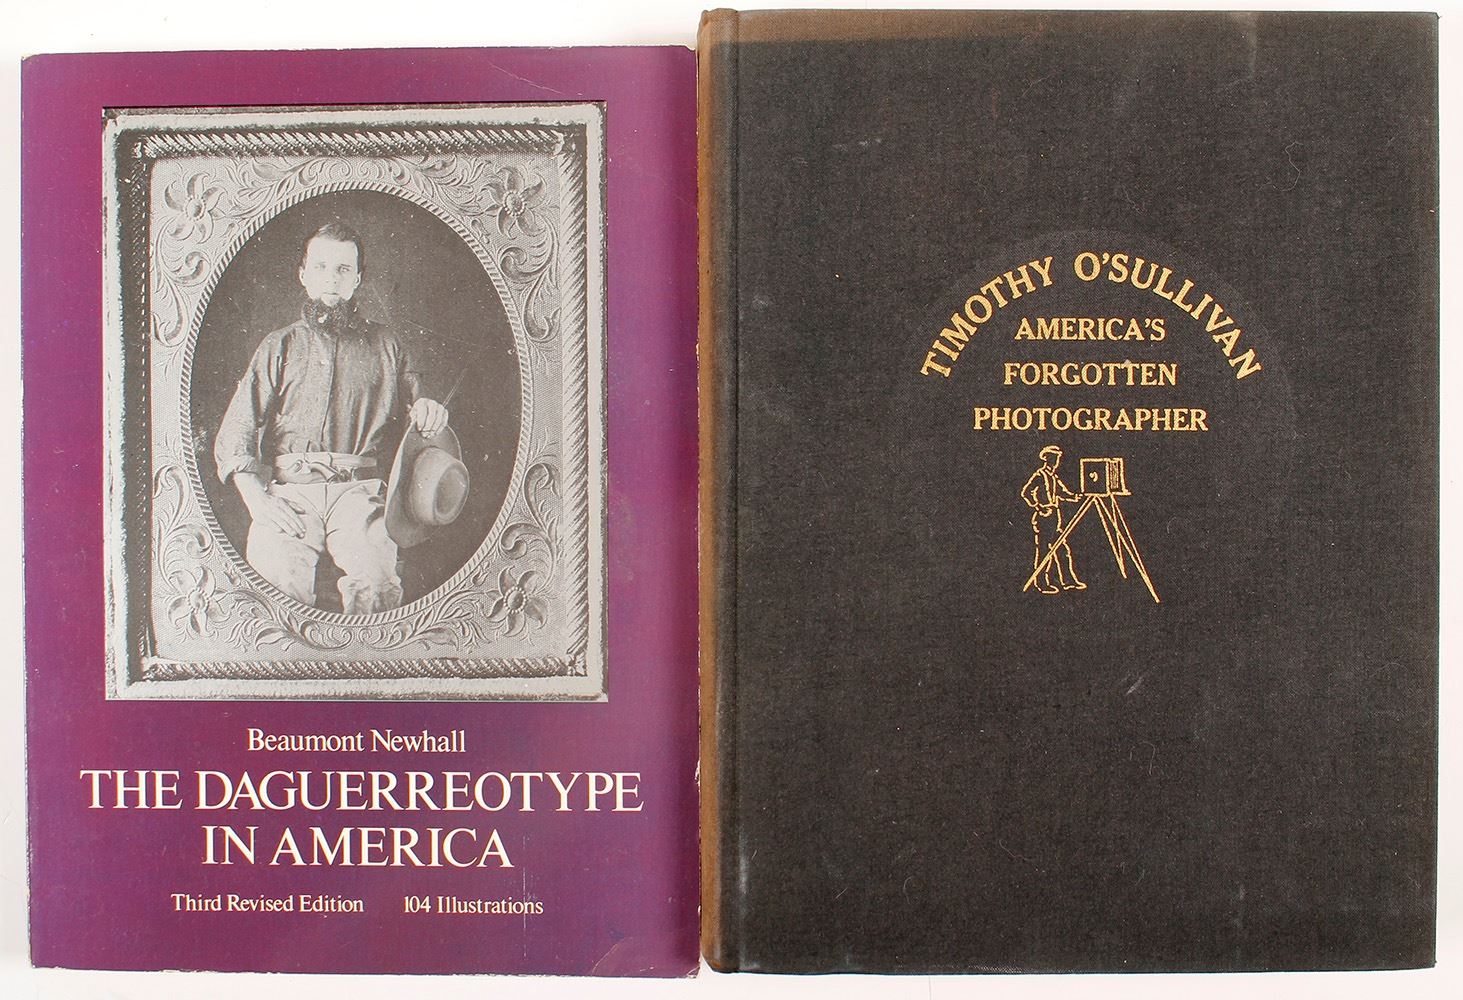 Beaumont Newhall
THE DAGUERREOTYPE
IN AMERICA
Third Revised Edition 104 Illustrations
TIMOTHY O'SULLIVAN
AMERICA'S
FORGOTTEN
PHOTOGRAPHER